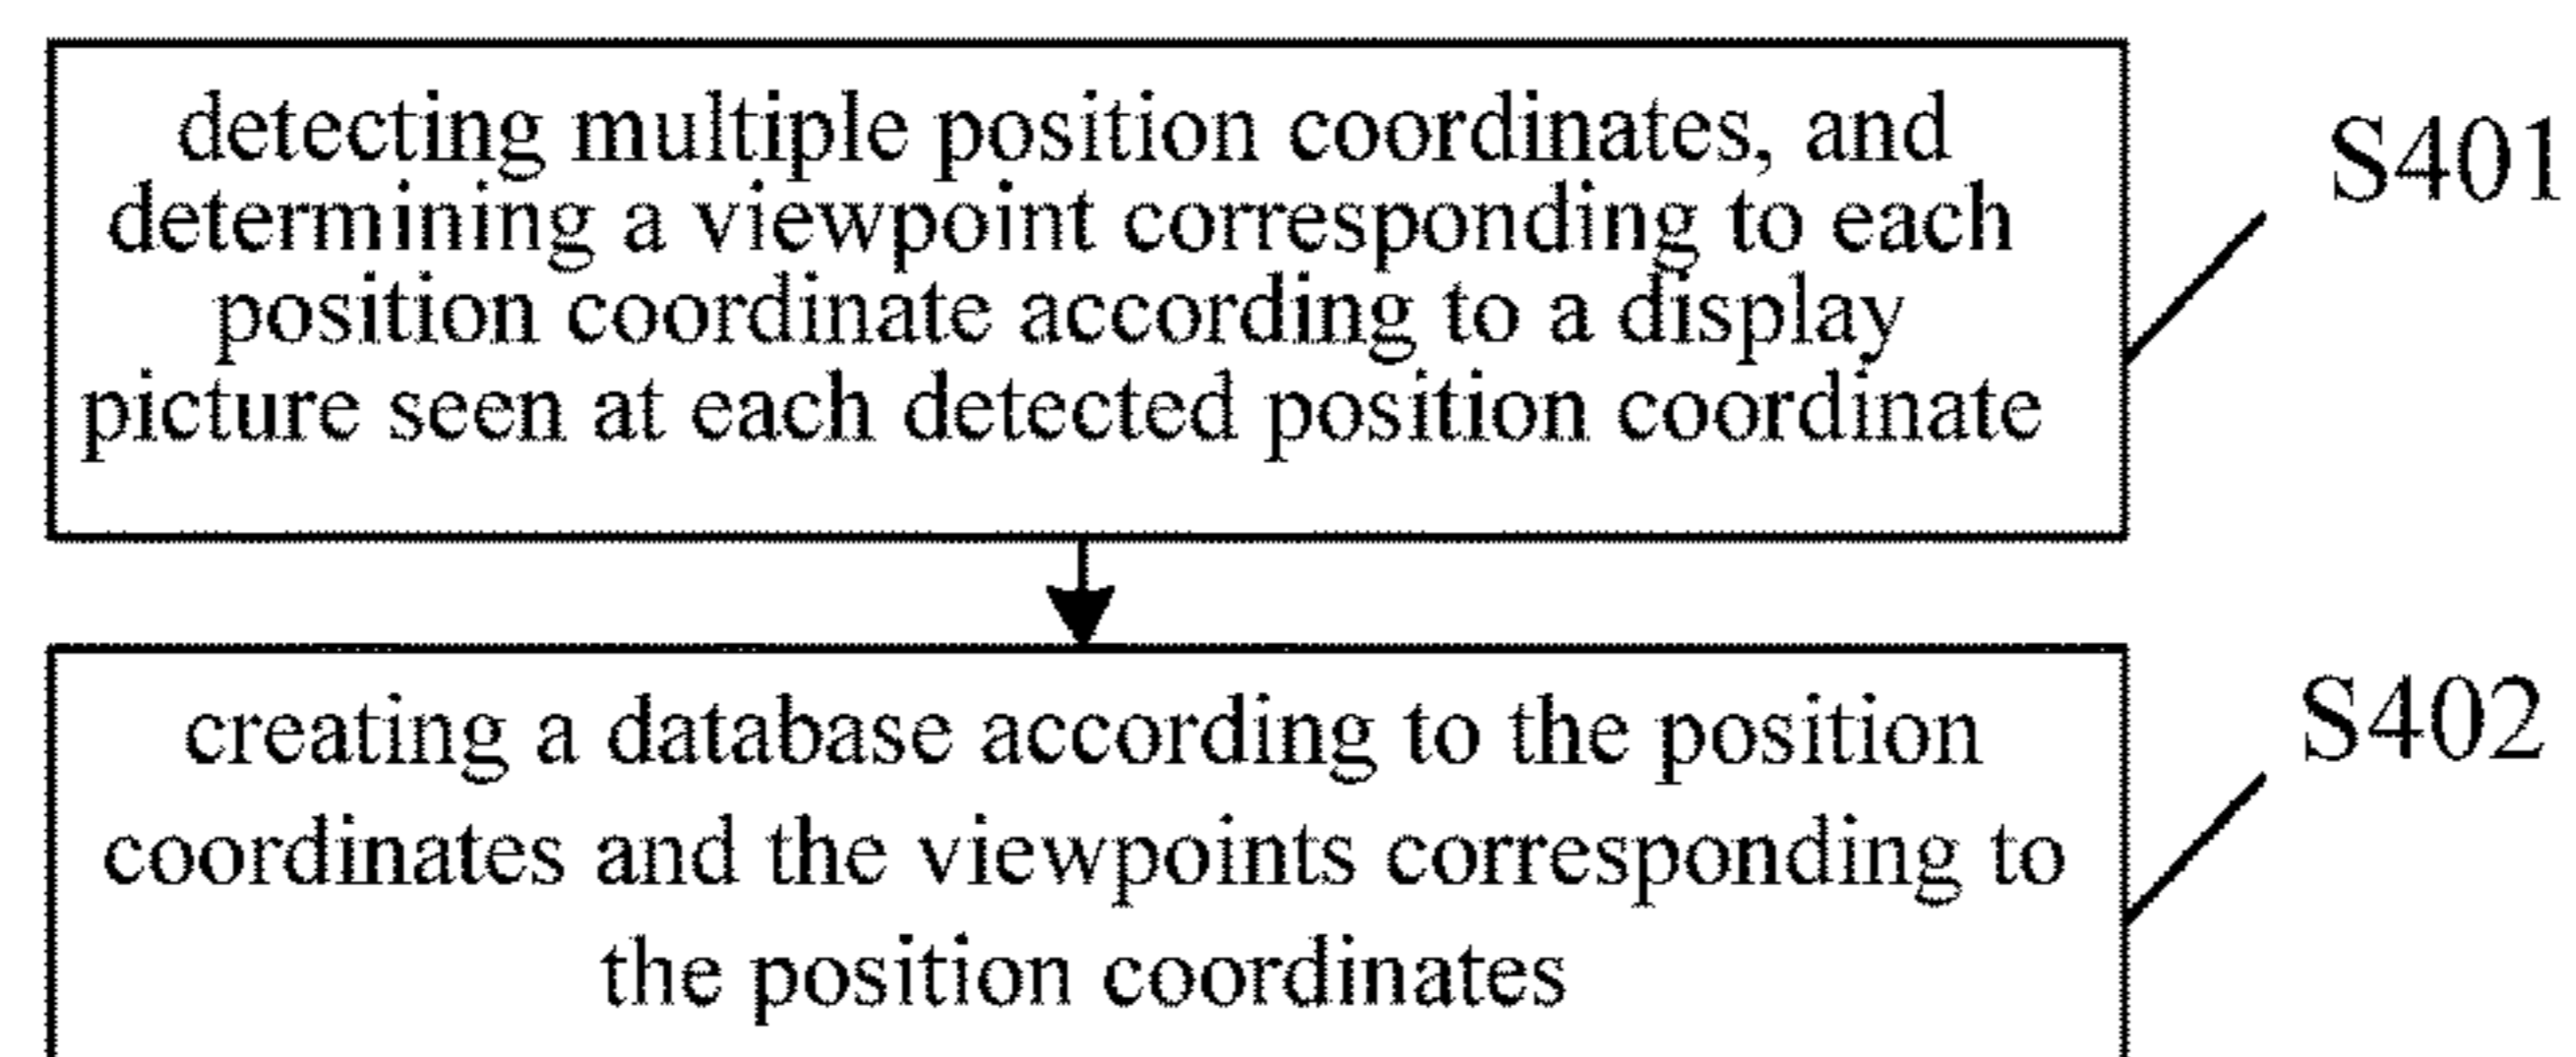 detecting multiple position coordinates, and
determining a viewpoint corresponding to each
position coordinate according to a display
picture seen at each detected position coordinate
S401
creating a database according to the position
coordinates and the viewpoints corresponding to
the position coordinates
S402